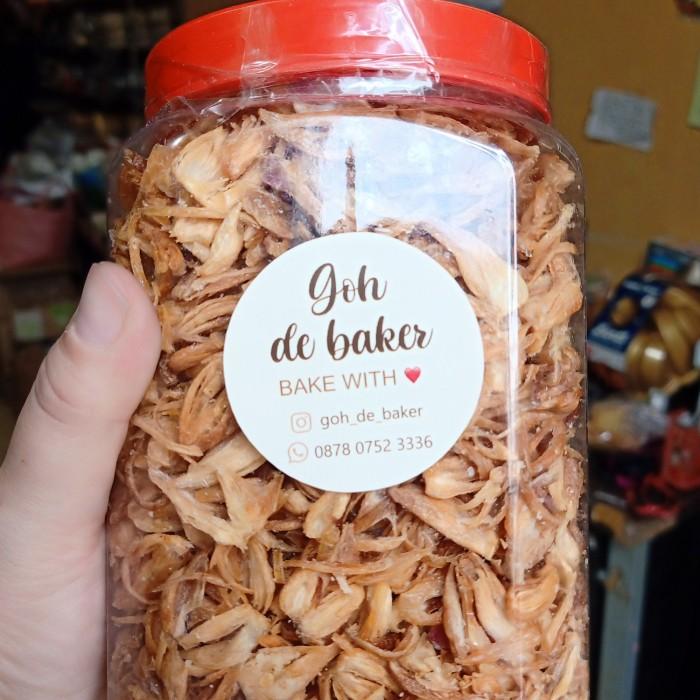 Goh
de baker
BAKE WITH ❤️
goh_de_baker
0878 0752 3336